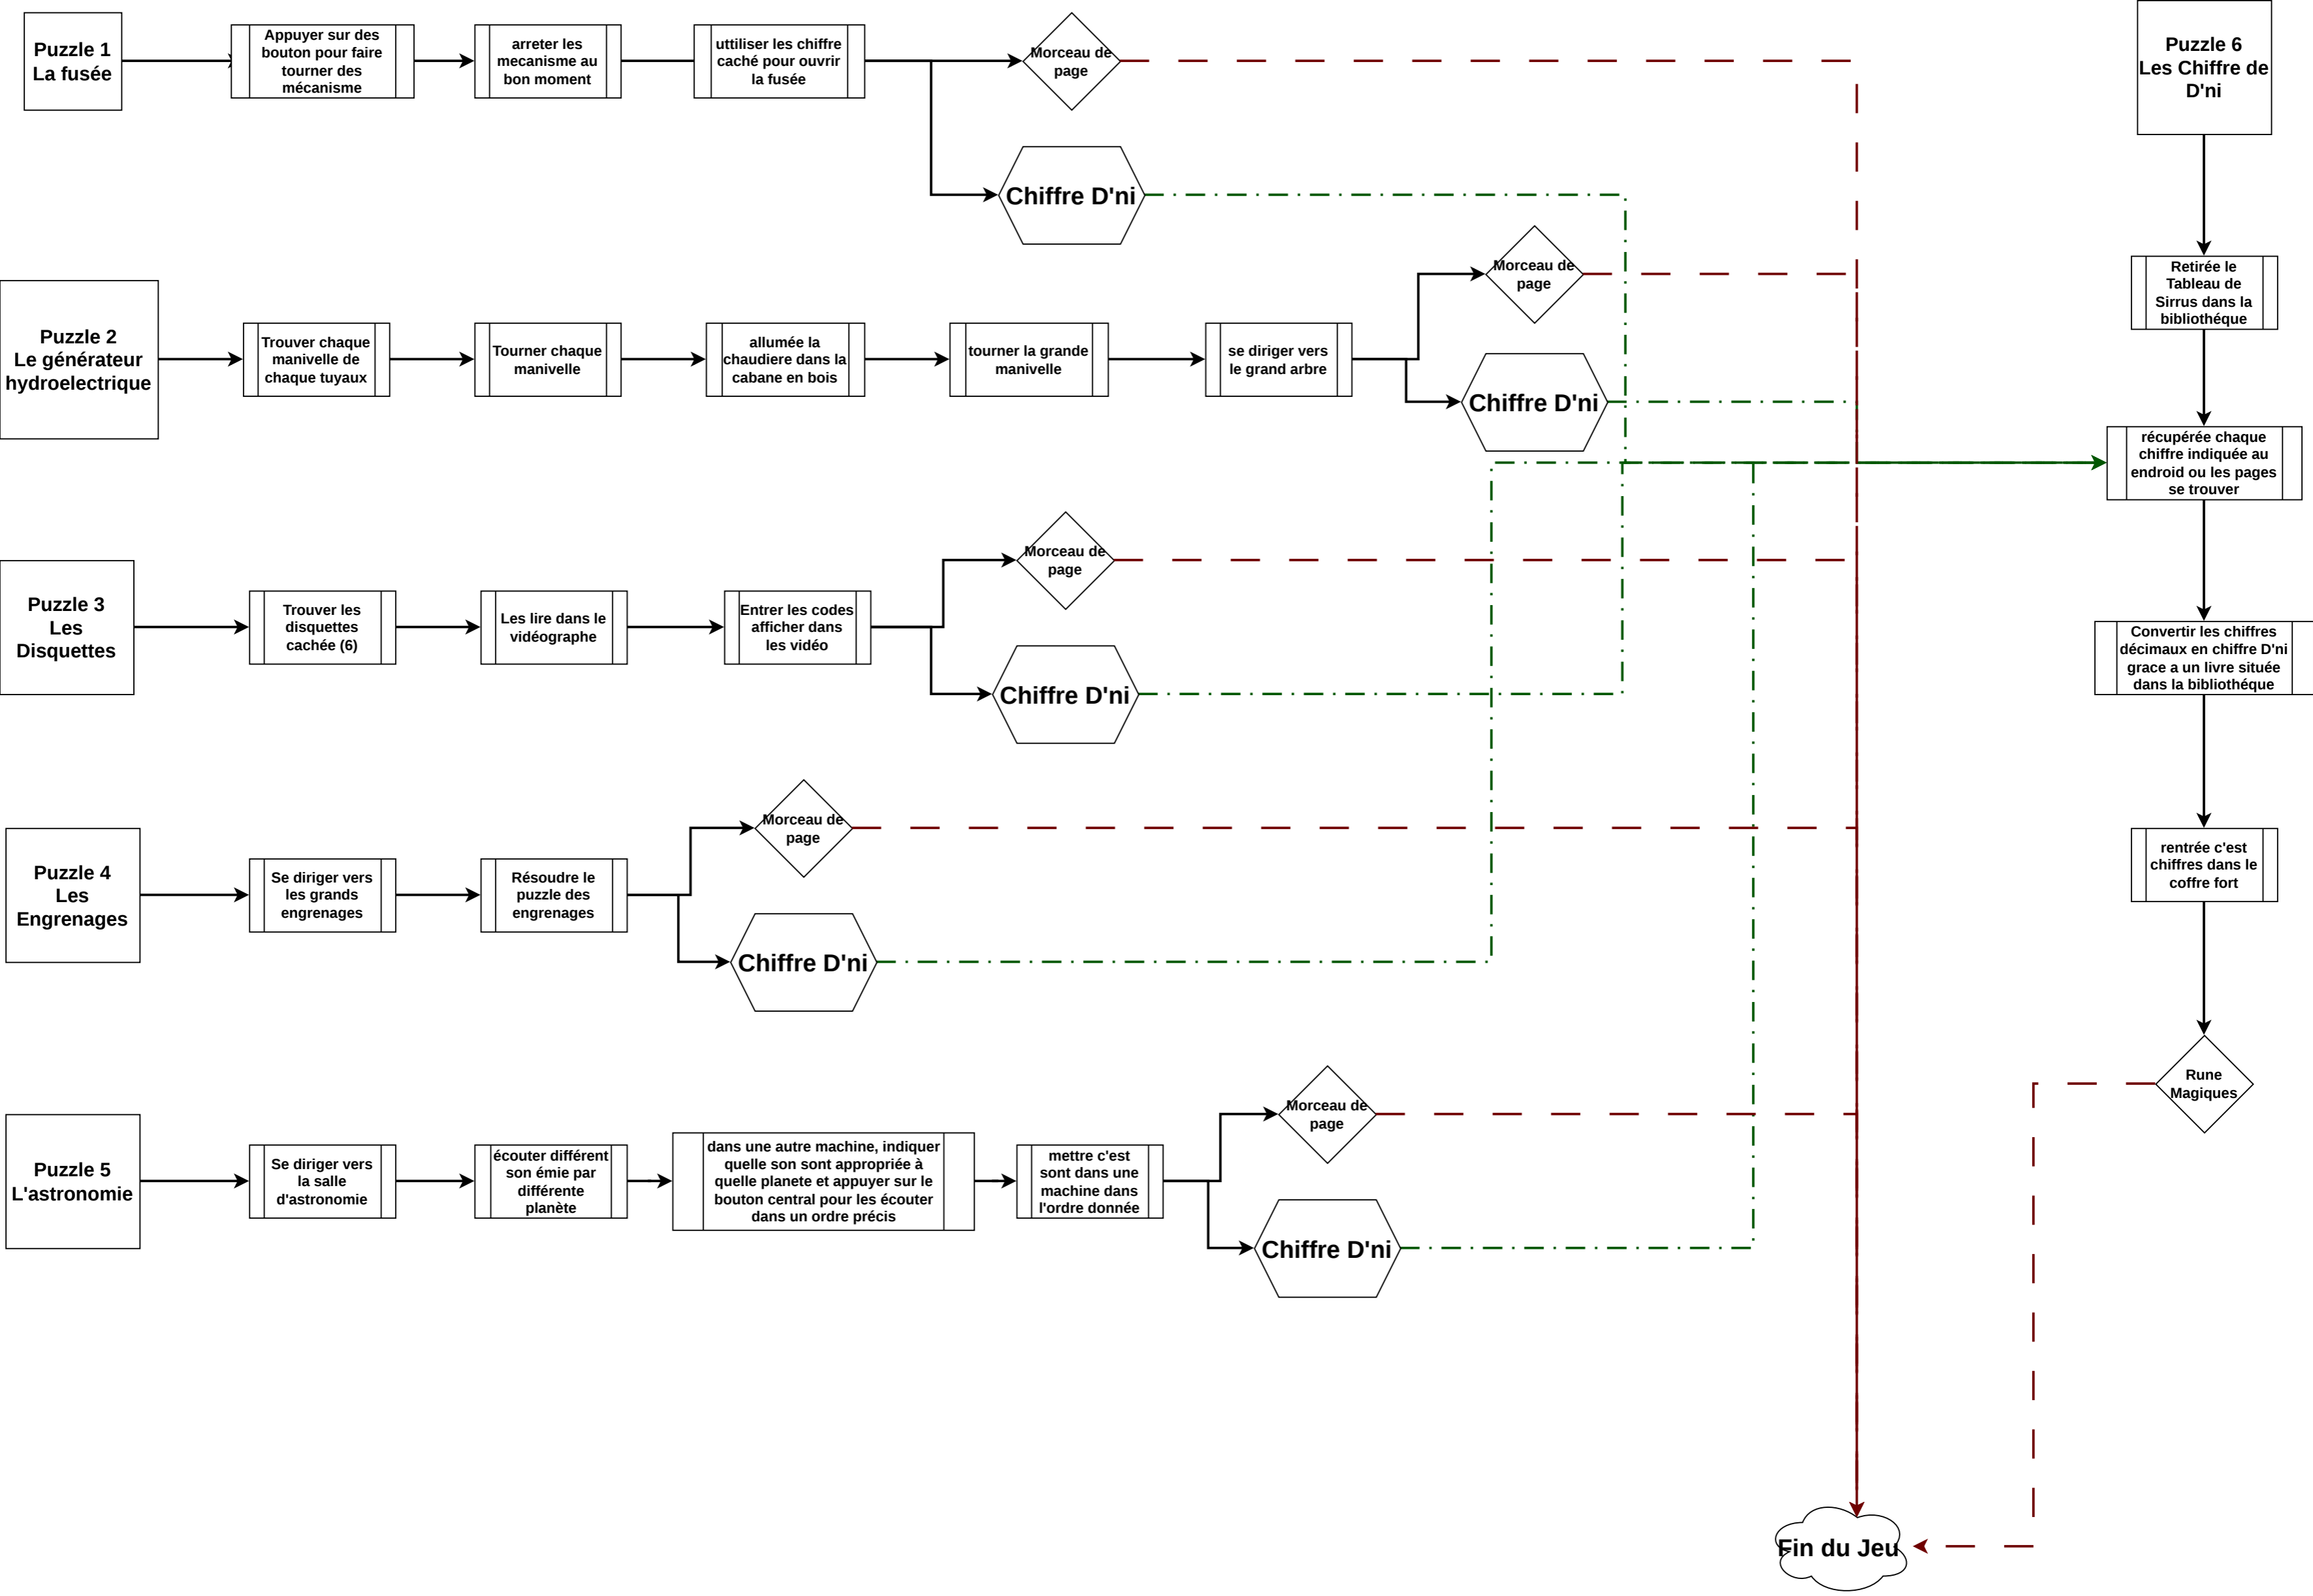 Puzzle 1
La fusée
Appuyer sur des
bouton pour faire
tourner des
mécanisme
arreter les
mecanisme au
bon moment
uttiliser les chiffre
caché pour ouvrir
la fusée
Morceau de
page
Chiffre D'ni
Puzzle 2
Le générateur
hydroelectrique
Trouver chaque
manivelle de
chaque tuyaux
Tourner chaque
manivelle
allumée la
chaudiere dans la
cabane en bois
tourner la grande
manivelle
se diriger vers
le grand arbre
Morceau de
page
Chiffre D'ni
Puzzle 3
Les
Disquettes
Trouver les
disquettes
cachée (6)
Les lire dans le
vidéographe
Entrer les codes
afficher dans
les vidéo
Morceau de
page
Chiffre D'ni
Puzzle 4
Les
Engrenages
Se diriger vers
les grands
engrenages
Résoudre le
puzzle des
engrenages
Morceau de
page
Chiffre D'ni
Puzzle 5
L'astronomie
Se diriger vers
la salle
d'astronomie
écouter différent
son émie par
différente
planète
dans une autre machine, indiquer
quelle son sont appropriée à
quelle planete et appuyer sur le
bouton central pour les écouter
dans un ordre précis
mettre c'est
sont dans une
machine dans
l'ordre donnée
Morceau de
page
Chiffre D'ni
Puzzle 6
Les Chiffre de
D'ni
Retirée le
Tableau de
Sirrus dans la
bibliothéque
récupérée chaque
chiffre indiquée au
endroid ou les pages
se trouver
Convertir les chiffres
décimaux en chiffre D'ni
grace a un livre située
dans la bibliothéque
rentrée c'est
chiffres dans le
coffre fort
Rune
Magiques
Fin du Jeu